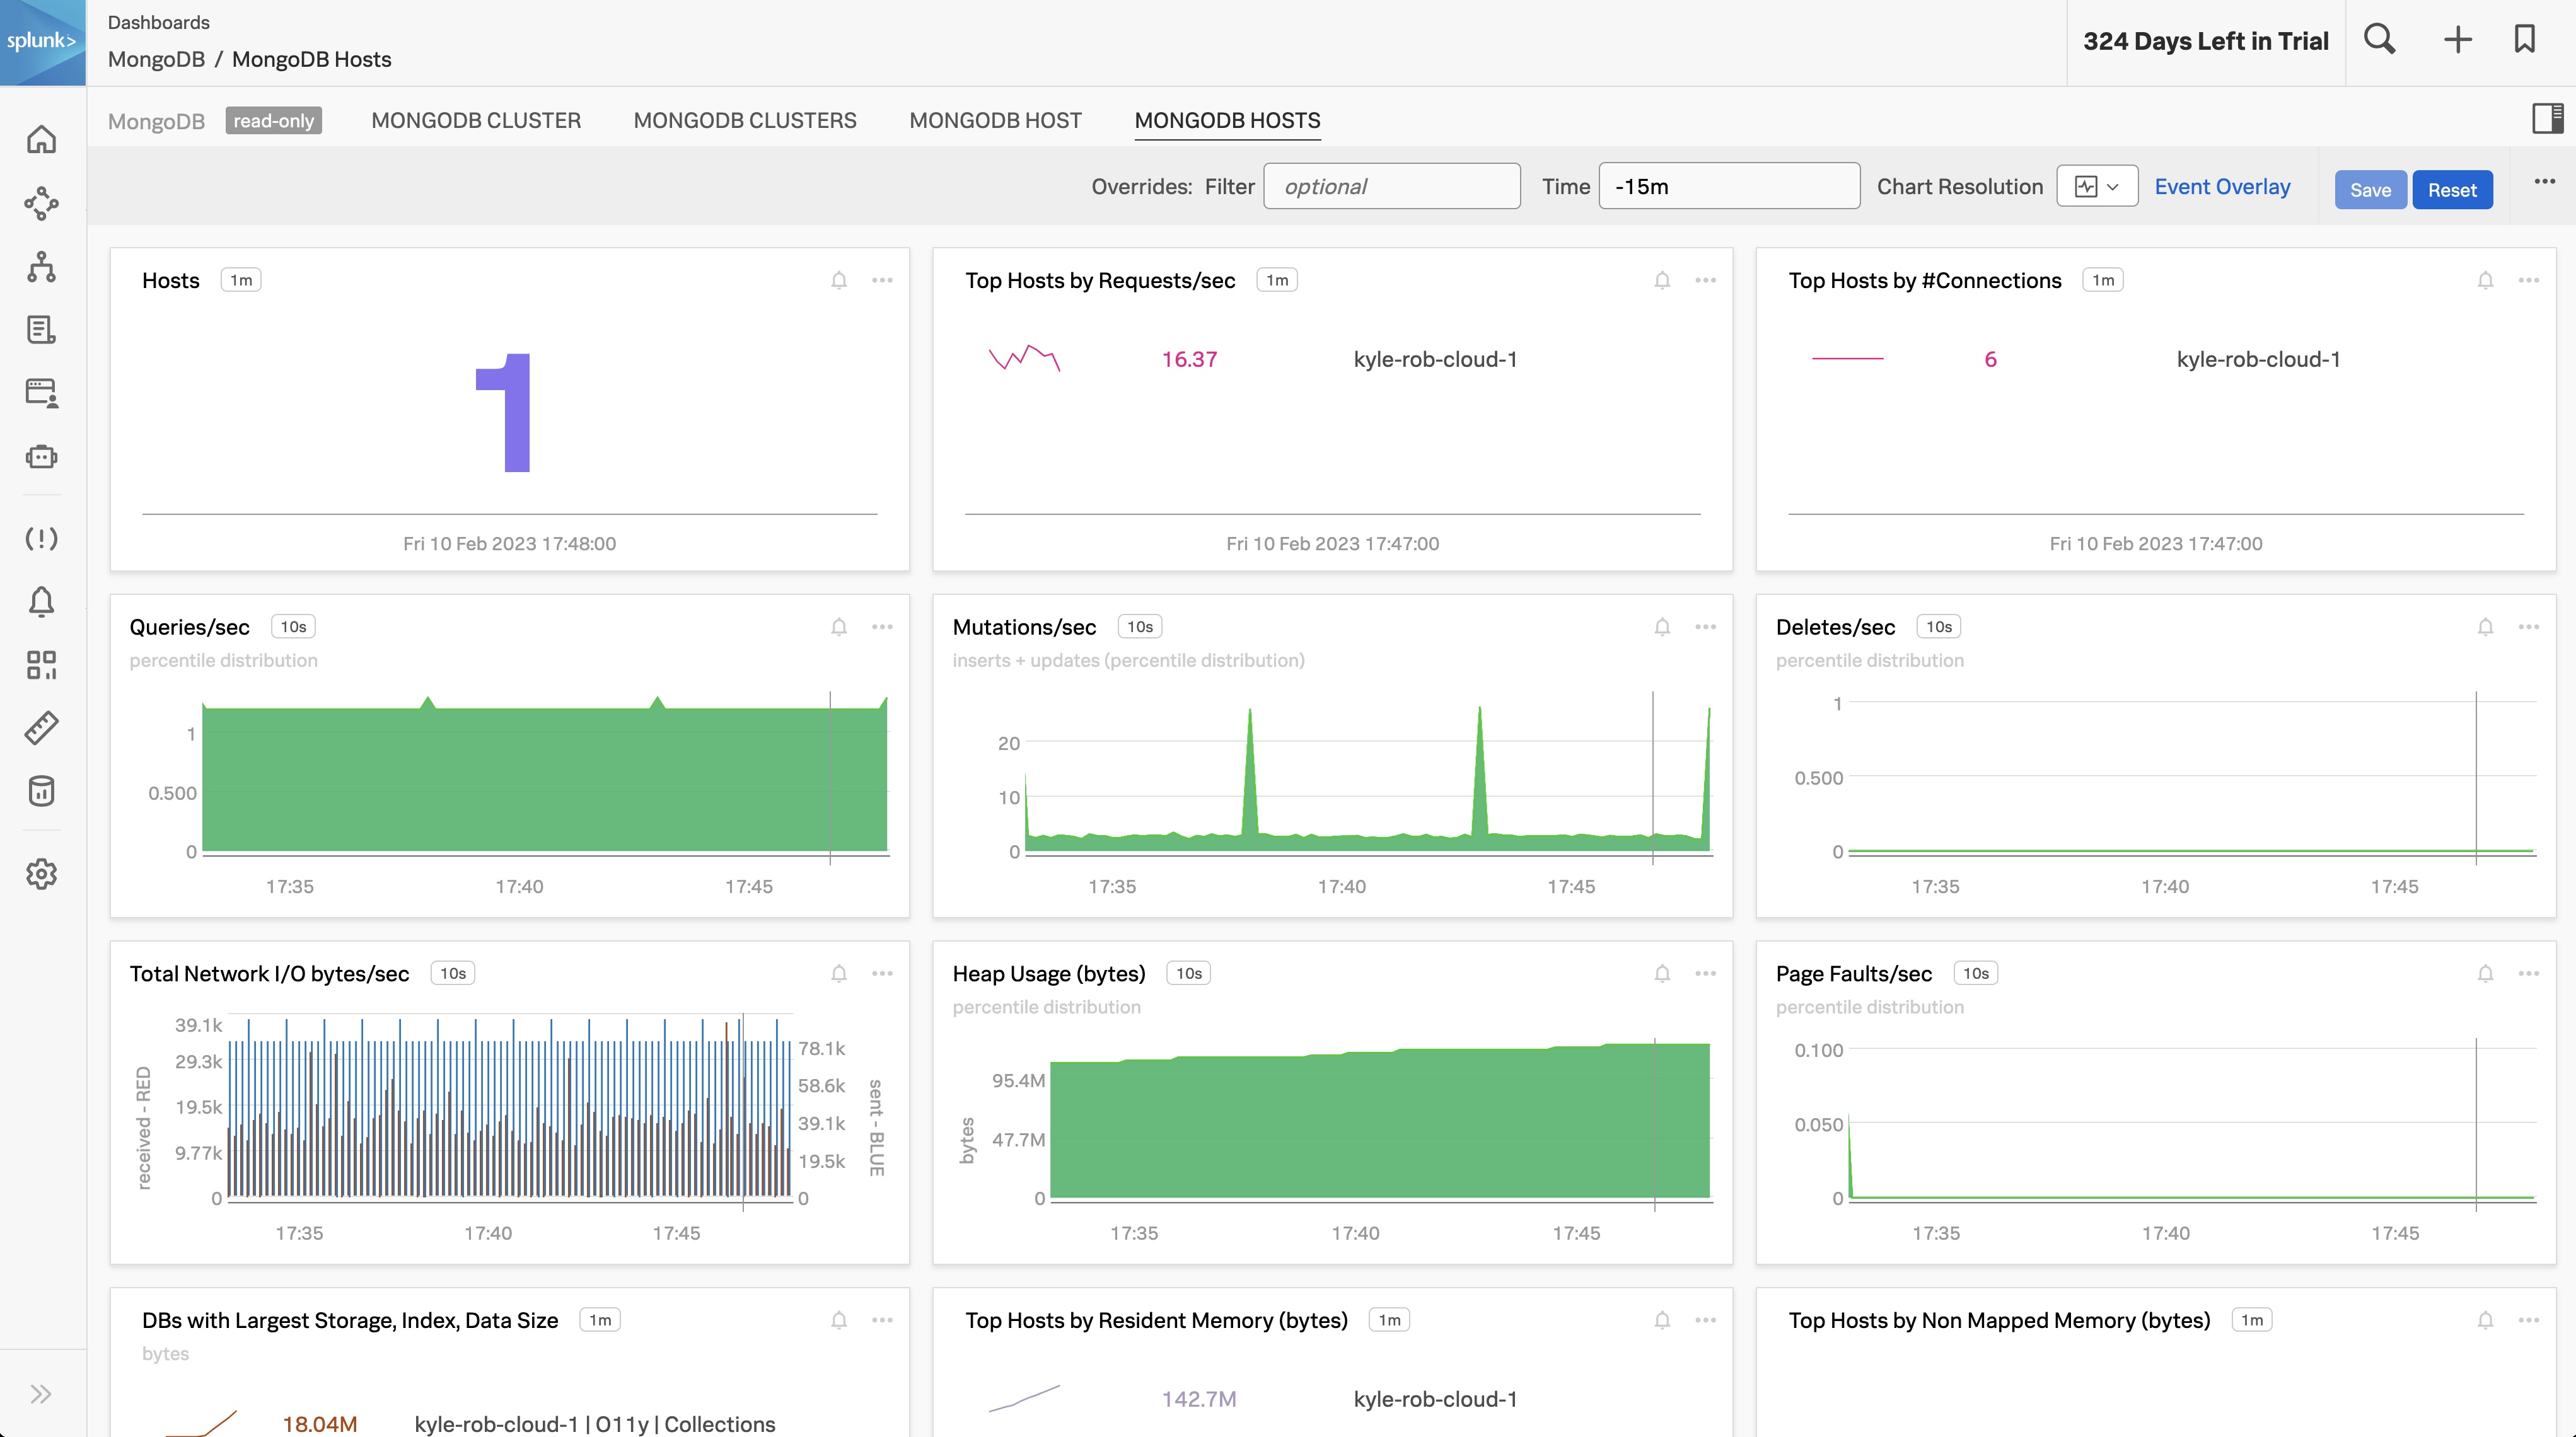 splunk>
Dashboards
MongoDB / MongoDB Hosts
324 Days Left in Trial
MongoDB read-only MONGODB CLUSTER MONGODB CLUSTERS MONGODB HOST MONGODB HOSTS
Overrides: Filter optional Time -15m Chart Resolution Event Overlay Save Reset
Hosts 1m
1
Fri 10 Feb 2023 17:48:00
Top Hosts by Requests/sec 1m
16.37 kyle-rob-cloud-1
Fri 10 Feb 2023 17:47:00
Top Hosts by #Connections 1m
6 kyle-rob-cloud-1
Fri 10 Feb 2023 17:47:00
Queries/sec 10s
percentile distribution
1
0.500
0
17:35 17:40 17:45
Mutations/sec 10s
inserts + updates (percentile distribution)
20
10
0
17:35 17:40 17:45
Deletes/sec 10s
percentile distribution
1
0.500
0
17:35 17:40 17:45
Total Network I/O bytes/sec 10s
received - RED
39.1k
29.3k
19.5k
9.77k
0
78.1k
58.6k
39.1k
19.5k
0
sent - BLUE
17:35 17:40 17:45
Heap Usage (bytes) 10s
percentile distribution
bytes
95.4M
47.7M
0
17:35 17:40 17:45
Page Faults/sec 10s
percentile distribution
0.100
0.050
0
17:35 17:40 17:45
DBs with Largest Storage, Index, Data Size 1m
bytes
18.04M kyle-rob-cloud-1 | O11y | Collections
Top Hosts by Resident Memory (bytes) 1m
142.7M kyle-rob-cloud-1
Top Hosts by Non Mapped Memory (bytes) 1m